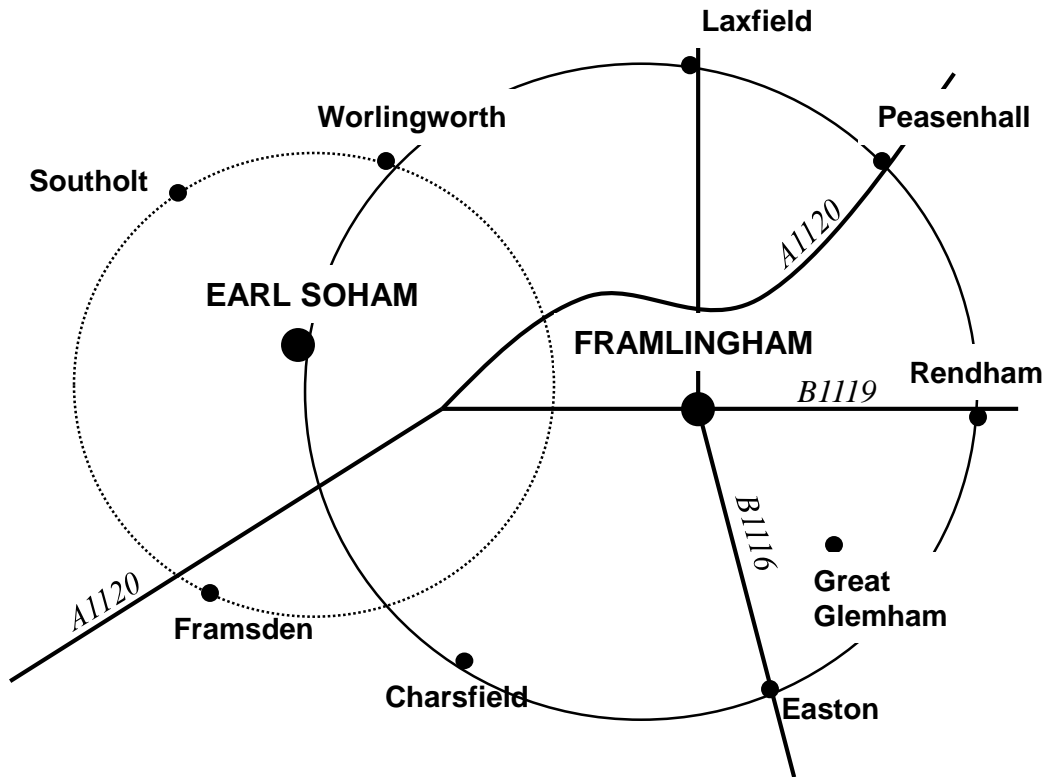 Laxfield
Worlingworth
Peasenhall
Southolt
A1120
EARL SOHAM
FRAMLINGHAM
Rendham
B1119
B1116
Great
Glemham
A1120
Framsden
Charsfield
Easton